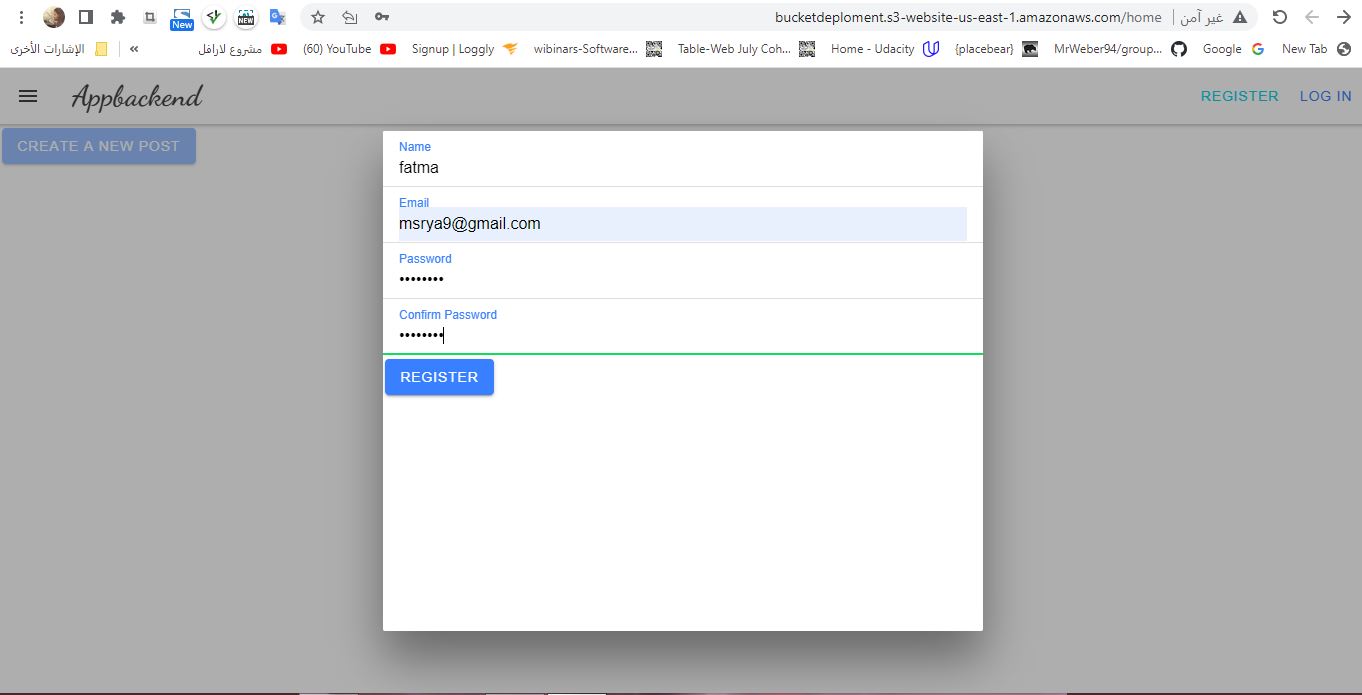 bucketdeploment.s3-website-us-east-1.amazonaws.com/home
غير آمن
New
NEW
الإشارات الأخرى
»
مشروع لارافل
(60) YouTube
Signup | Loggly
wibinars-Software...
Table-Web July Coh...
Home - Udacity
{placebear}
MrWeber94/group...
Google
New Tab
Appbackend
REGISTER
LOG IN
CREATE A NEW POST
Name
fatma
Email
msrya9@gmail.com
Password
••••••••
Confirm Password
••••••••
REGISTER